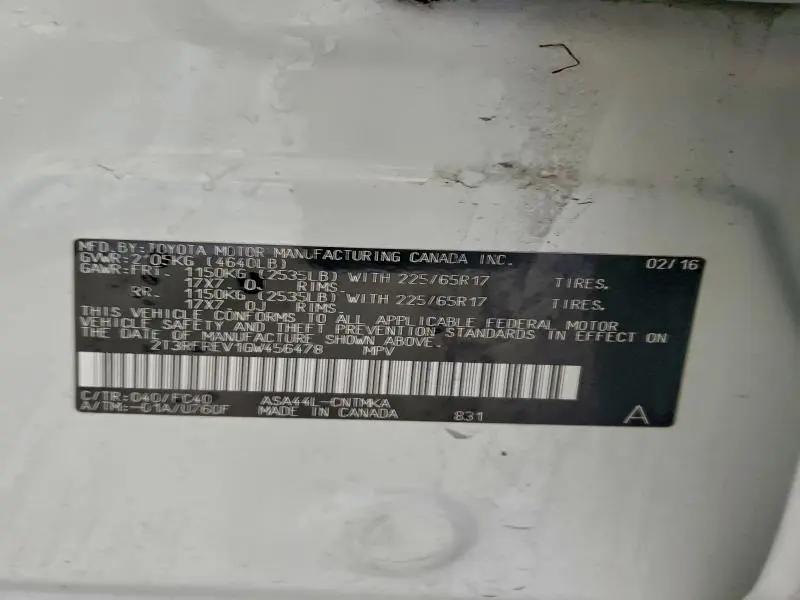 MFD. BY: TOYOTA MOTOR MANUFACTURING CANADA INC. 02/16
GVWR: 2105KG (4640LB)
GAWR: FRT. 1150KG (2535LB) WITH 225/65R17 TIRES.
17X7.0J RIMS.
RR. 1150KG (2535LB) WITH 225/65R17 TIRES.
17X7.0J RIMS.
THIS VEHICLE CONFORMS TO ALL APPLICABLE FEDERAL MOTOR
VEHICLE SAFETY AND THEFT PREVENTION STANDARDS IN EFFECT ON
THE DATE OF MANUFACTURE SHOWN ABOVE.
2T3RFREV1GW456478 MPV
C/TR: 040/FC40 ASA44L-CNTMKA
A/TM: -01A/U760F MADE IN CANADA 831 A